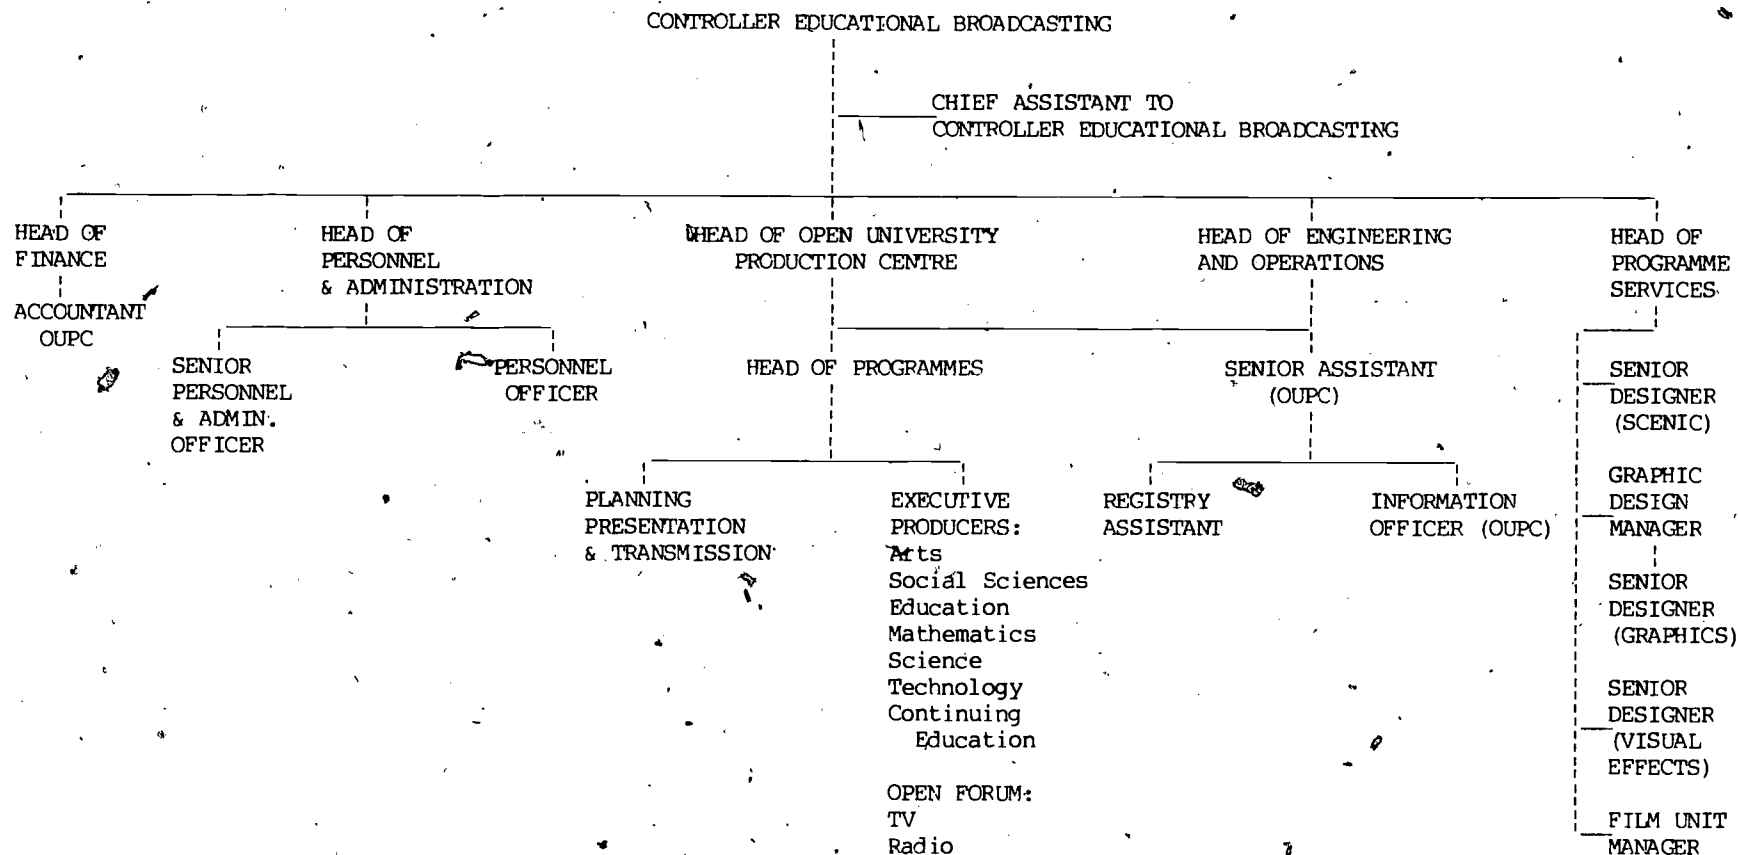 CONTROLLER EDUCATIONAL BROADCASTING
CHIEF ASSISTANT TO
CONTROLLER EDUCATIONAL BROADCASTING
HEAD OF
FINANCE
ACCOUNTANT
OUPC
HEAD OF
PERSONNEL
& ADMINISTRATION
SENIOR
PERSONNEL
& ADMIN.
OFFICER
PERSONNEL
OFFICER
HEAD OF OPEN UNIVERSITY
PRODUCTION CENTRE
HEAD OF PROGRAMMES
PLANNING
PRESENTATION
& TRANSMISSION
EXECUTIVE
PRODUCERS:
Arts
Social Sciences
Education
Mathematics
Science
Technology
Continuing
Education
OPEN FORUM:
TV
Radio
HEAD OF ENGINEERING
AND OPERATIONS
SENIOR ASSISTANT
(OUPC)
REGISTRY
ASSISTANT
INFORMATION
OFFICER (OUPC)
HEAD OF
PROGRAMME
SERVICES
SENIOR
DESIGNER
(SCENIC)
GRAPHIC
DESIGN
MANAGER
SENIOR
DESIGNER
(GRAPHICS)
SENIOR
DESIGNER
(VISUAL
EFFECTS)
FILM UNIT
MANAGER